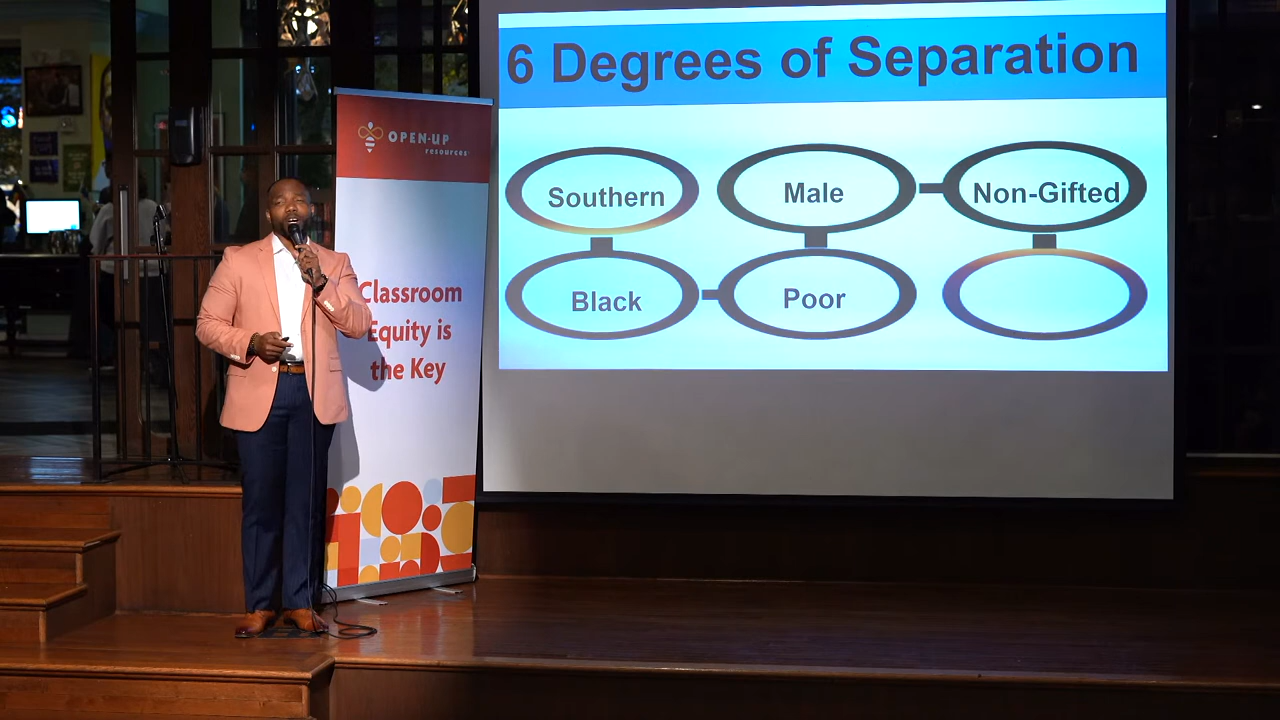 OPEN-UP
resources
Classroom
Equity is
the Key
6 Degrees of Separation
Southern
Male
Non-Gifted
Black
Poor